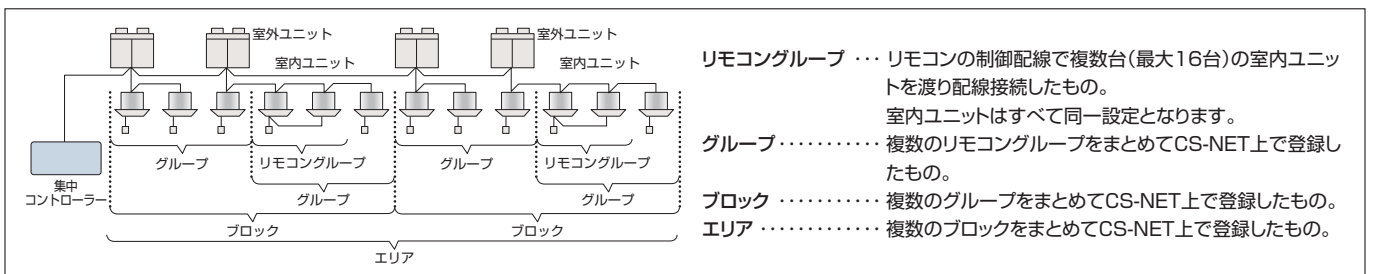 室外ユニット
室外ユニット
室内ユニット
室内ユニット
グループ
リモコングループ
グループ
リモコングループ
集中
コントローラー
グループ
グループ
ブロック
ブロック
エリア
リモコングループ ・・・ リモコンの制御配線で複数台(最大16台)の室内ユニッ
トを渡り配線接続したもの。
室内ユニットはすべて同一設定となります。
グループ・・・・・・・・・・・ 複数のリモコングループをまとめてCS-NET上で登録し
たもの。
ブロック ・・・・・・・・・・・ 複数のグループをまとめてCS-NET上で登録したもの。
エリア ・・・・・・・・・・・・・ 複数のブロックをまとめてCS-NET上で登録したもの。